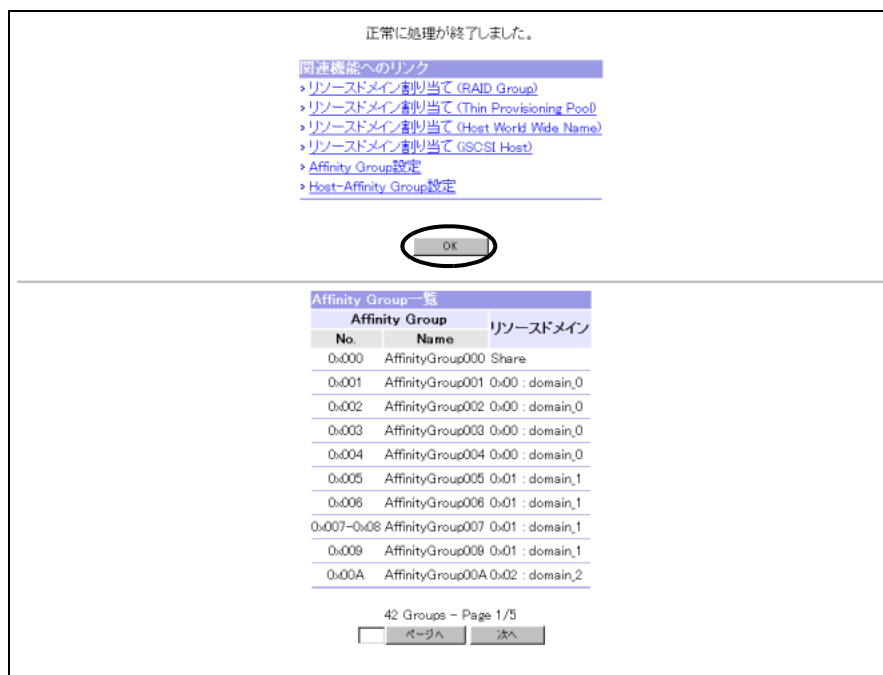 正常に処理が終了しました。
関連機能へのリンク
リソースドメイン割り当て (RAID Group)
リソースドメイン割り当て (Thin Provisioning Pool)
リソースドメイン割り当て (Host World Wide Name)
リソースドメイン割り当て (iSCSI Host)
Affinity Group設定
Host-Affinity Group設定
OK
Affinity Group一覧
Affinity Group リソースドメイン
No. Name
0x000 AffinityGroup000 Share
0x001 AffinityGroup001 0x00 : domain_0
0x002 AffinityGroup002 0x00 : domain_0
0x003 AffinityGroup003 0x00 : domain_0
0x004 AffinityGroup004 0x00 : domain_0
0x005 AffinityGroup005 0x01 : domain_1
0x006 AffinityGroup006 0x01 : domain_1
0x007-0x08 AffinityGroup007 0x01 : domain_1
0x009 AffinityGroup009 0x01 : domain_1
0x00A AffinityGroup00A 0x02 : domain_2
42 Groups - Page 1/5
ページへ 次へ